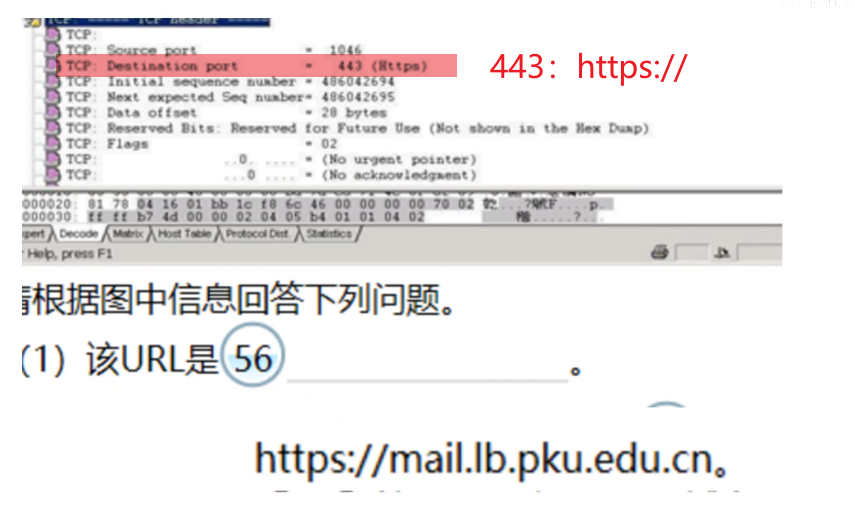 TCP: ===== TCP header =====
TCP:
TCP: Source port = 1046
TCP: Destination port = 443 (Https)
443：https://
TCP: Initial sequence number = 486042694
TCP: Next expected Seq number= 486042695
TCP: Data offset = 28 bytes
TCP: Reserved Bits: Reserved for Future Use (Not shown in the Hex Dump)
TCP: Flags = 02
TCP: ..0. .... = (No urgent pointer)
TCP: ...0 .... = (No acknowledgment)
000020: 81 78 04 16 01 bb 1c f8 6c 46 00 00 00 00 70 02
000030: ff ff b7 4d 00 00 02 04 05 b4 01 01 04 02
pert Decode Matrix Host Table Protocol Dist. Statistics
Help, press F1
请根据图中信息回答下列问题。
(1）该URL是 56 ________。
https://mail.lb.pku.edu.cn。